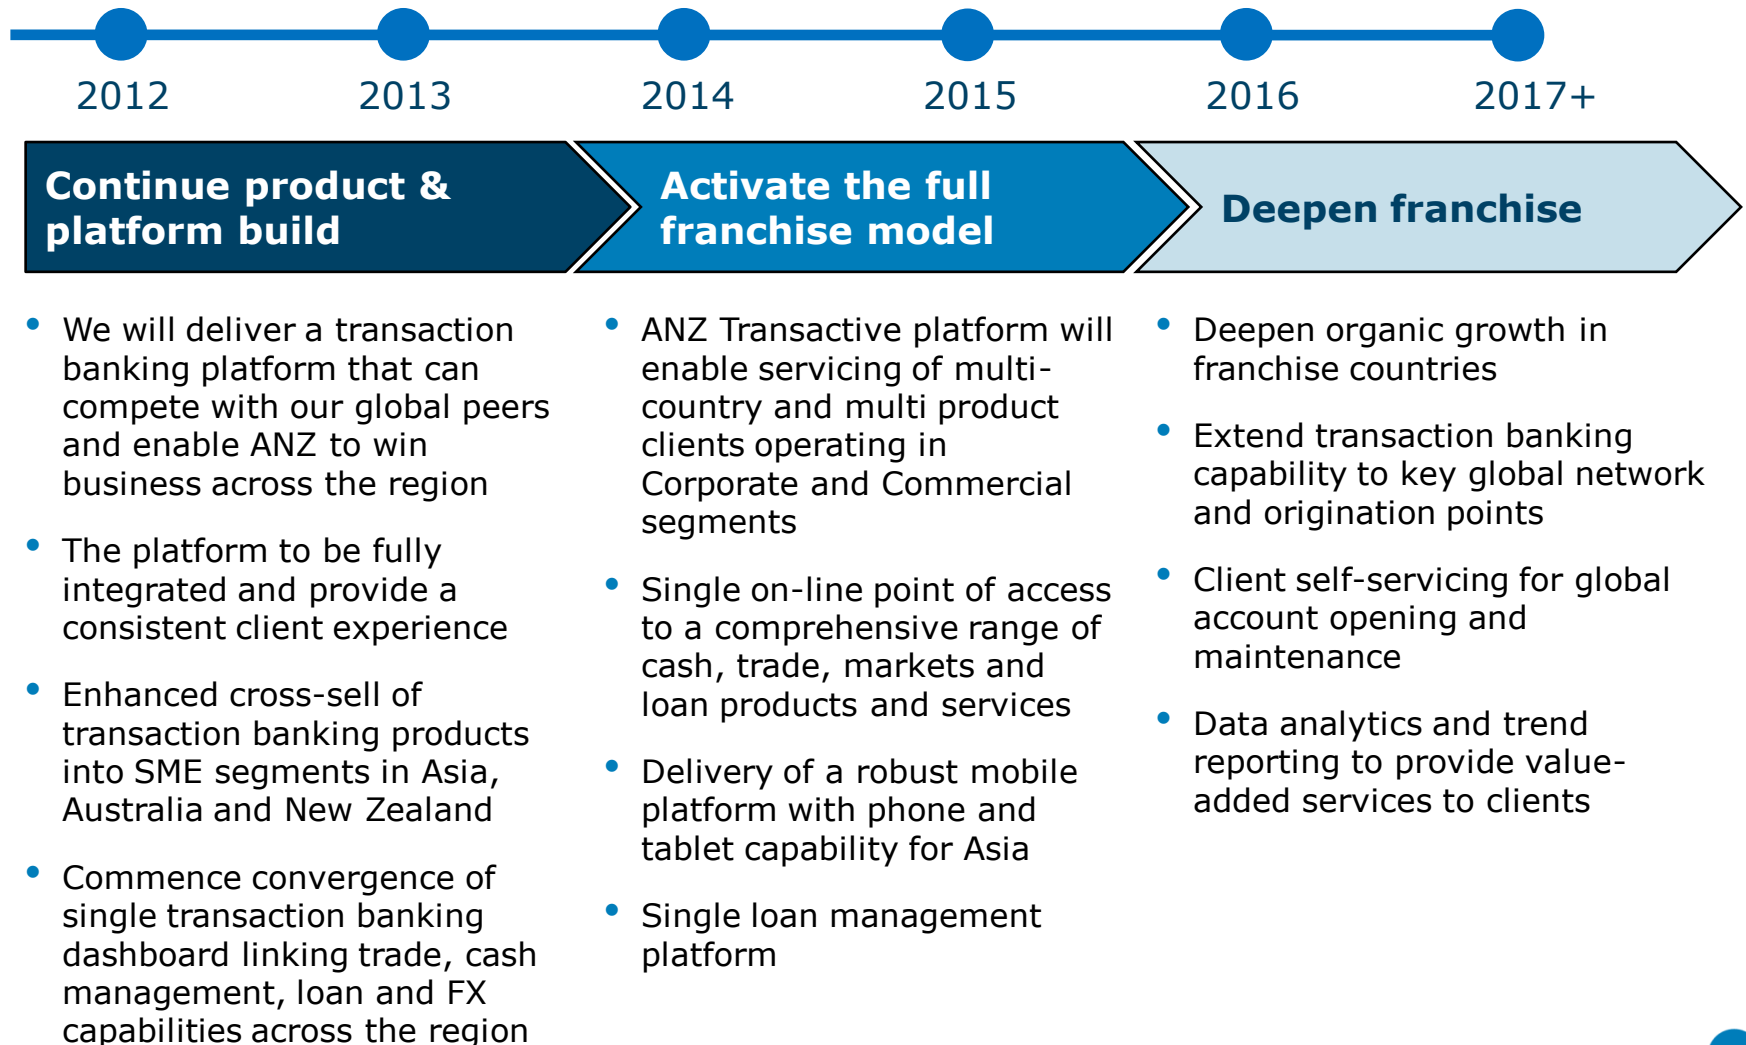 2012 2013 2014 2015 2016 2017+
Continue product &
platform build
Activate the full
franchise model
Deepen franchise
• We will deliver a transaction
banking platform that can
compete with our global peers
and enable ANZ to win
business across the region
• The platform to be fully
integrated and provide a
consistent client experience
• Enhanced cross-sell of
transaction banking products
into SME segments in Asia,
Australia and New Zealand
• Commence convergence of
single transaction banking
dashboard linking trade, cash
management, loan and FX
capabilities across the region
• ANZ Transactive platform will
enable servicing of multi-
country and multi product
clients operating in
Corporate and Commercial
segments
• Single on-line point of access
to a comprehensive range of
cash, trade, markets and
loan products and services
• Delivery of a robust mobile
platform with phone and
tablet capability for Asia
• Single loan management
platform
• Deepen organic growth in
franchise countries
• Extend transaction banking
capability to key global network
and origination points
• Client self-servicing for global
account opening and
maintenance
• Data analytics and trend
reporting to provide value-
added services to clients